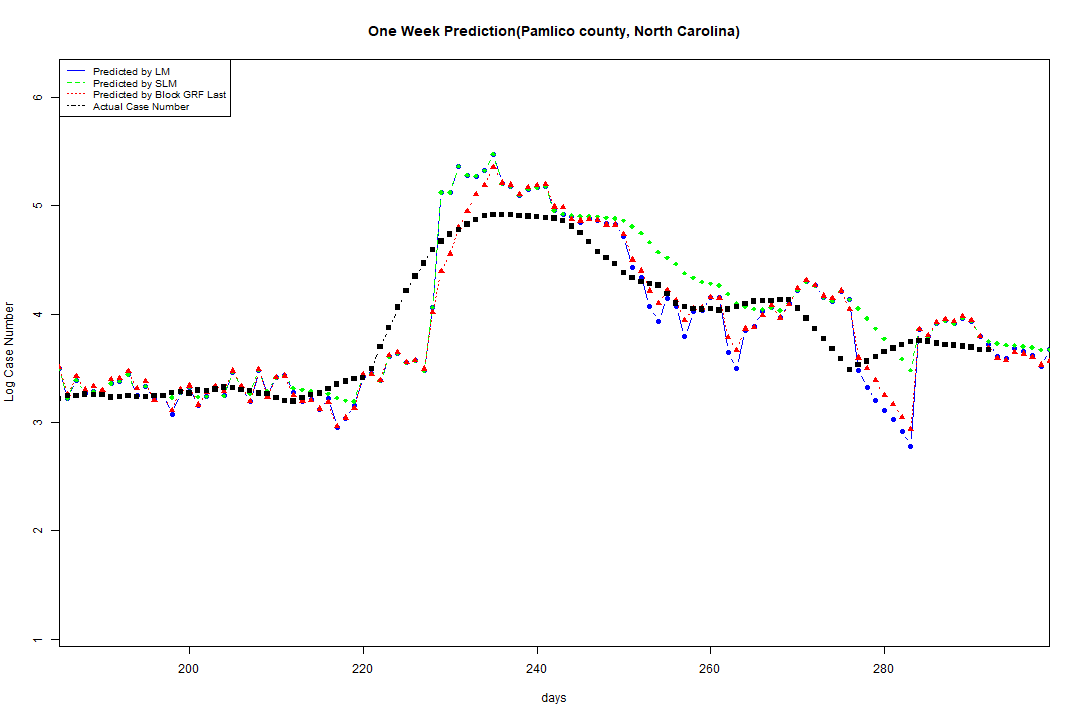 One Week Prediction(Pamlico county, North Carolina)
Predicted by LM
Predicted by SLM
Predicted by Block GRF Last
Actual Case Number
6
5
4
3
2
1
Log Case Number
200
220
240
260
280
days